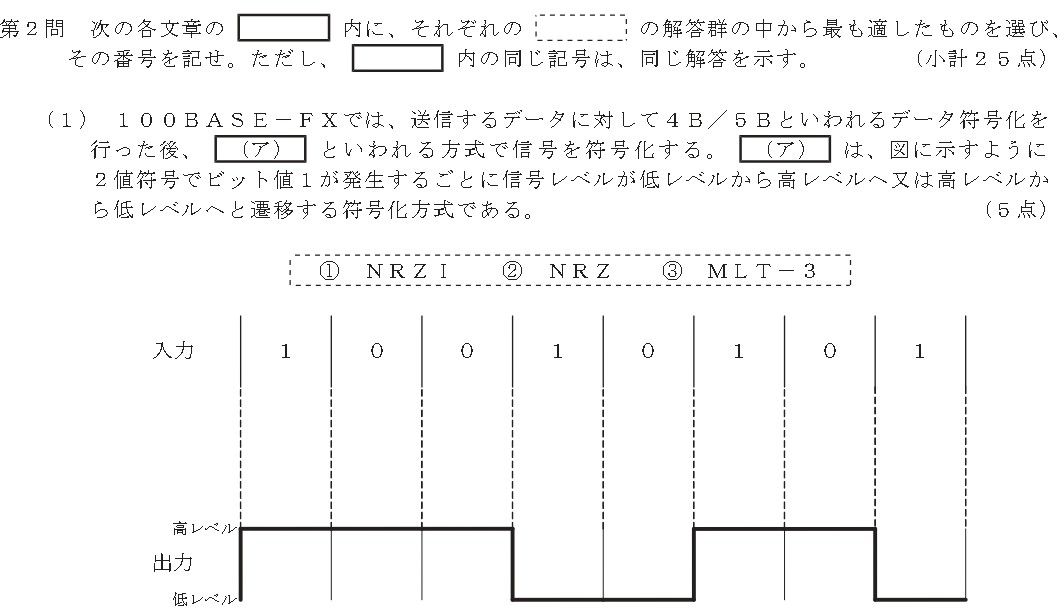 第2問　次の各文章の　　　　内に、それぞれの　　　　の解答群の中から最も適したものを選び、
その番号を記せ。ただし、　　　　内の同じ記号は、同じ解答を示す。　（小計25点）
（1）　100BASE－FXでは、送信するデータに対して4B／5Bといわれるデータ符号化を
行った後、　（ア）　といわれる方式で信号を符号化する。　（ア）　は、図に示すように
2値符号でビット値1が発生するごとに信号レベルが低レベルから高レベルへ又は高レベルか
ら低レベルへと遷移する符号化方式である。　（5点）
①　NRZI　②　NRZ　③　MLT－3
入力　1　0　0　1　0　1　0　1
高レベル
出力
低レベル